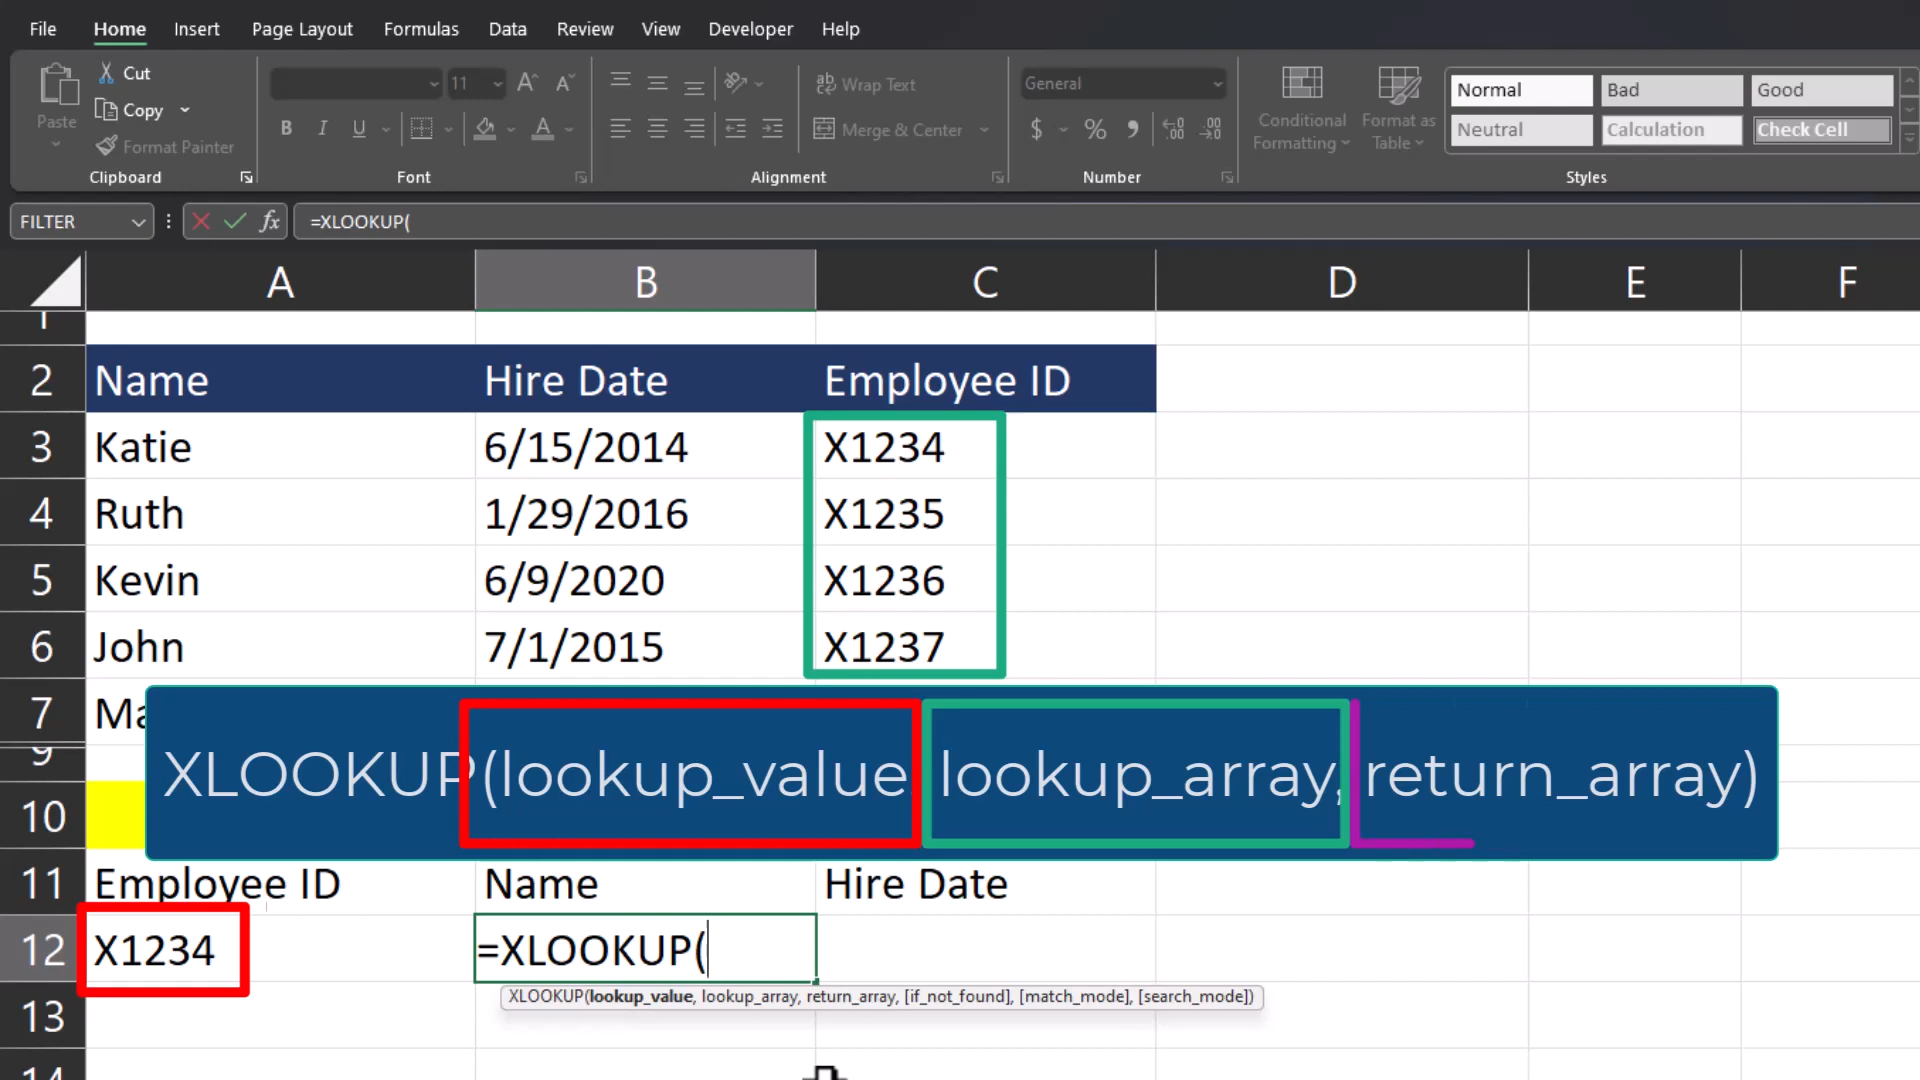 File Home Insert Page Layout Formulas Data Review View Developer Help
Paste Cut Copy Format Painter
11
Wrap Text
Merge & Center
General
Conditional Formatting
Format as Table
Normal Bad Good
Neutral Calculation Check Cell
Clipboard Font Alignment Number Styles
FILTER fx =XLOOKUP(
A B C D E F
1
2 Name Hire Date Employee ID
3 Katie 6/15/2014 X1234
4 Ruth 1/29/2016 X1235
5 Kevin 6/9/2020 X1236
6 John 7/1/2015 X1237
7
9
XLOOKUP(lookup_value, lookup_array, return_array)
10
11 Employee ID Name Hire Date
12 X1234 =XLOOKUP(
XLOOKUP(lookup_value, lookup_array, return_array, [if_not_found], [match_mode], [search_mode])
13
14